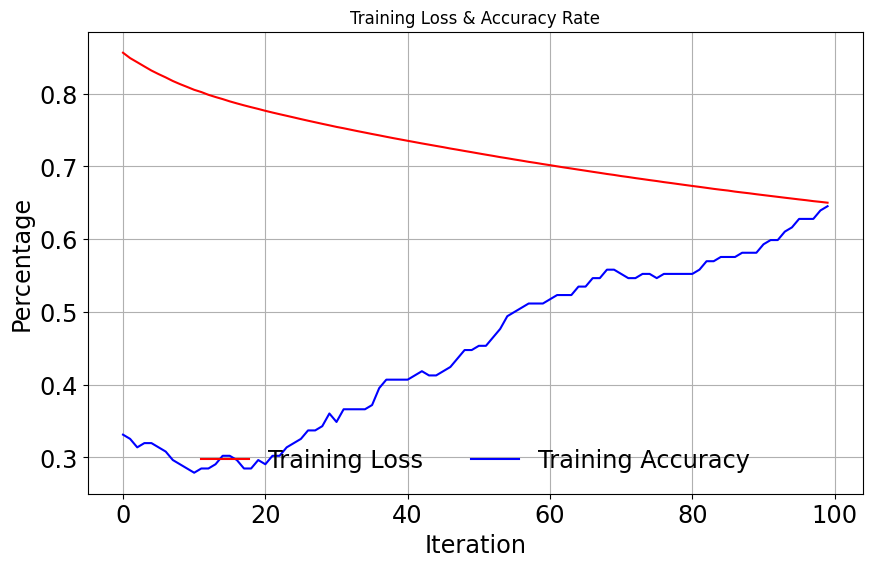 Training Loss & Accuracy Rate
Percentage
0.8
0.7
0.6
0.5
0.4
0.3
Training Loss Training Accuracy
0 20 40 60 80 100
Iteration